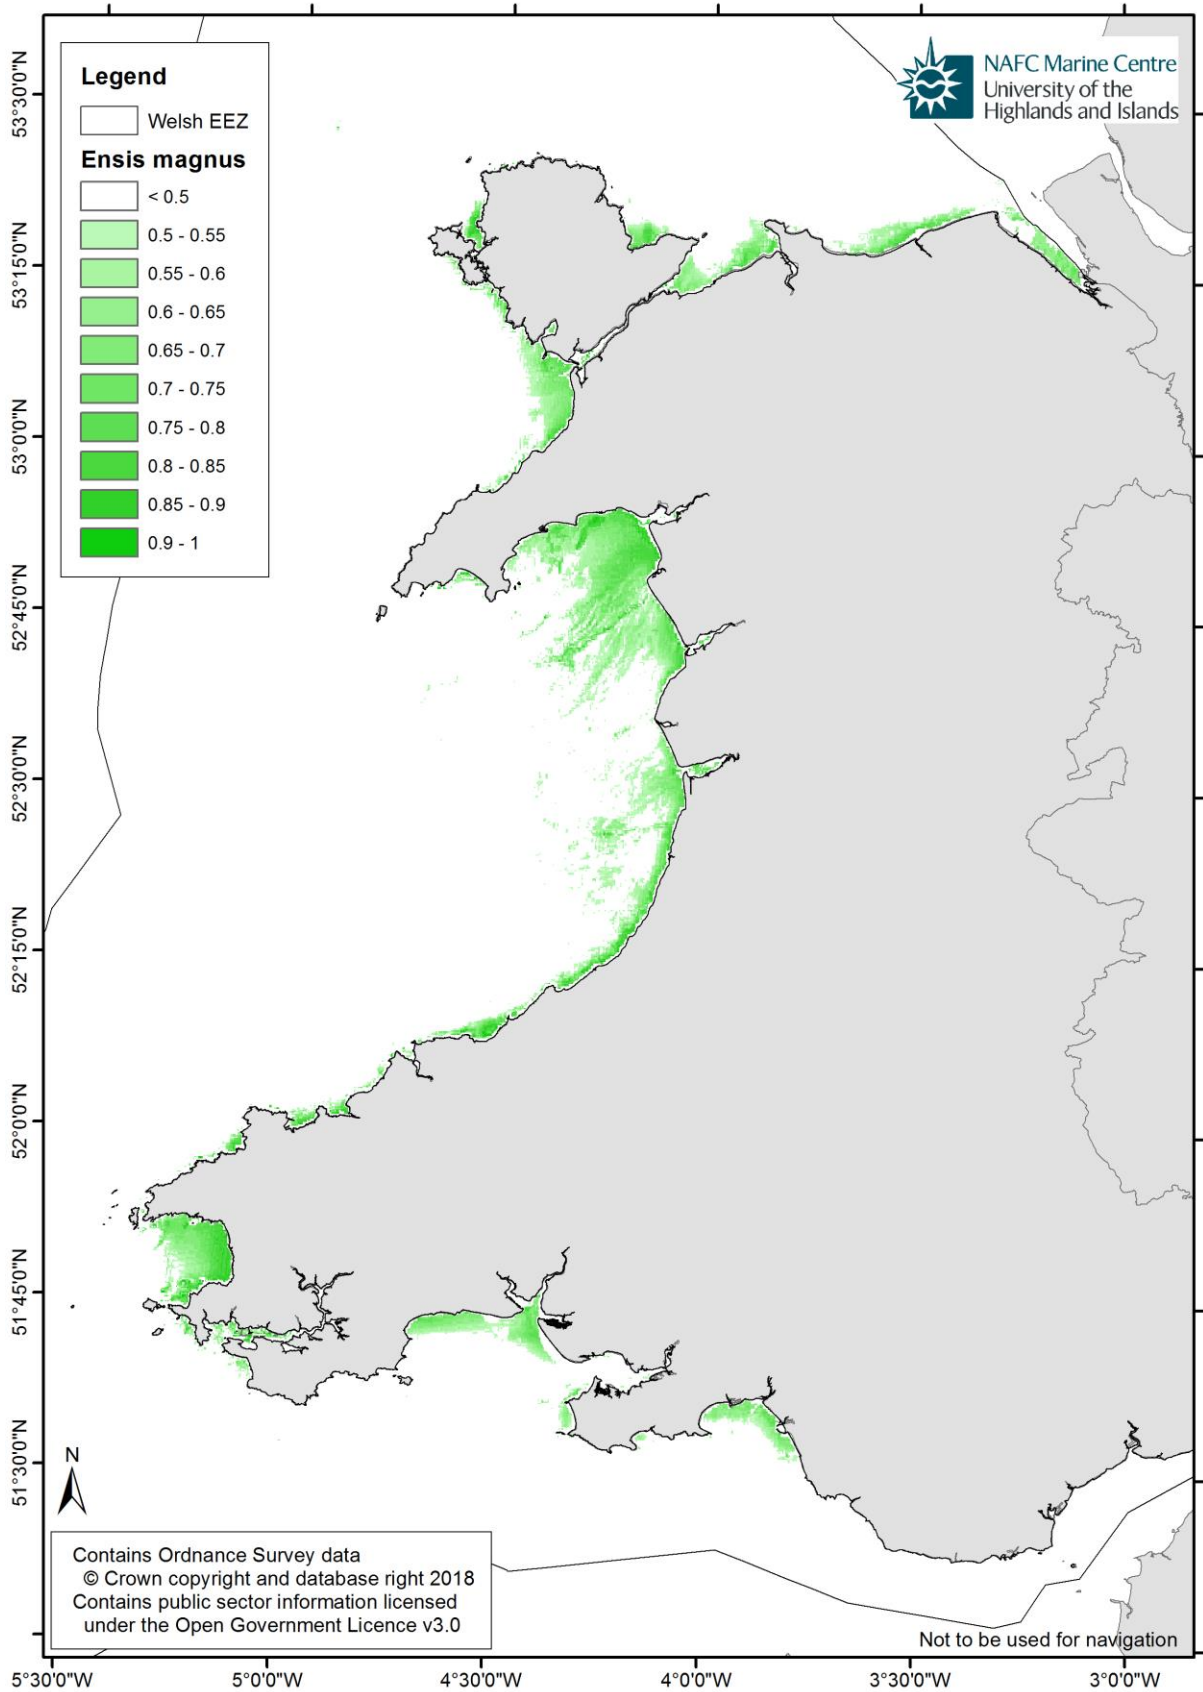 Legend
Welsh EEZ
Ensis magnus
< 0.5
0.5 - 0.55
0.55 - 0.6
0.6 - 0.65
0.65 - 0.7
0.7 - 0.75
0.75 - 0.8
0.8 - 0.85
0.85 - 0.9
0.9 - 1
NAFC Marine Centre
University of the
Highlands and Islands
53°30'0"N
53°15'0"N
53°0'0"N
52°45'0"N
52°30'0"N
52°15'0"N
52°0'0"N
51°45'0"N
51°30'0"N
N
Contains Ordnance Survey data
© Crown copyright and database right 2018
Contains public sector information licensed
under the Open Government Licence v3.0
Not to be used for navigation
5°30'0"W
5°0'0"W
4°30'0"W
4°0'0"W
3°30'0"W
3°0'0"W